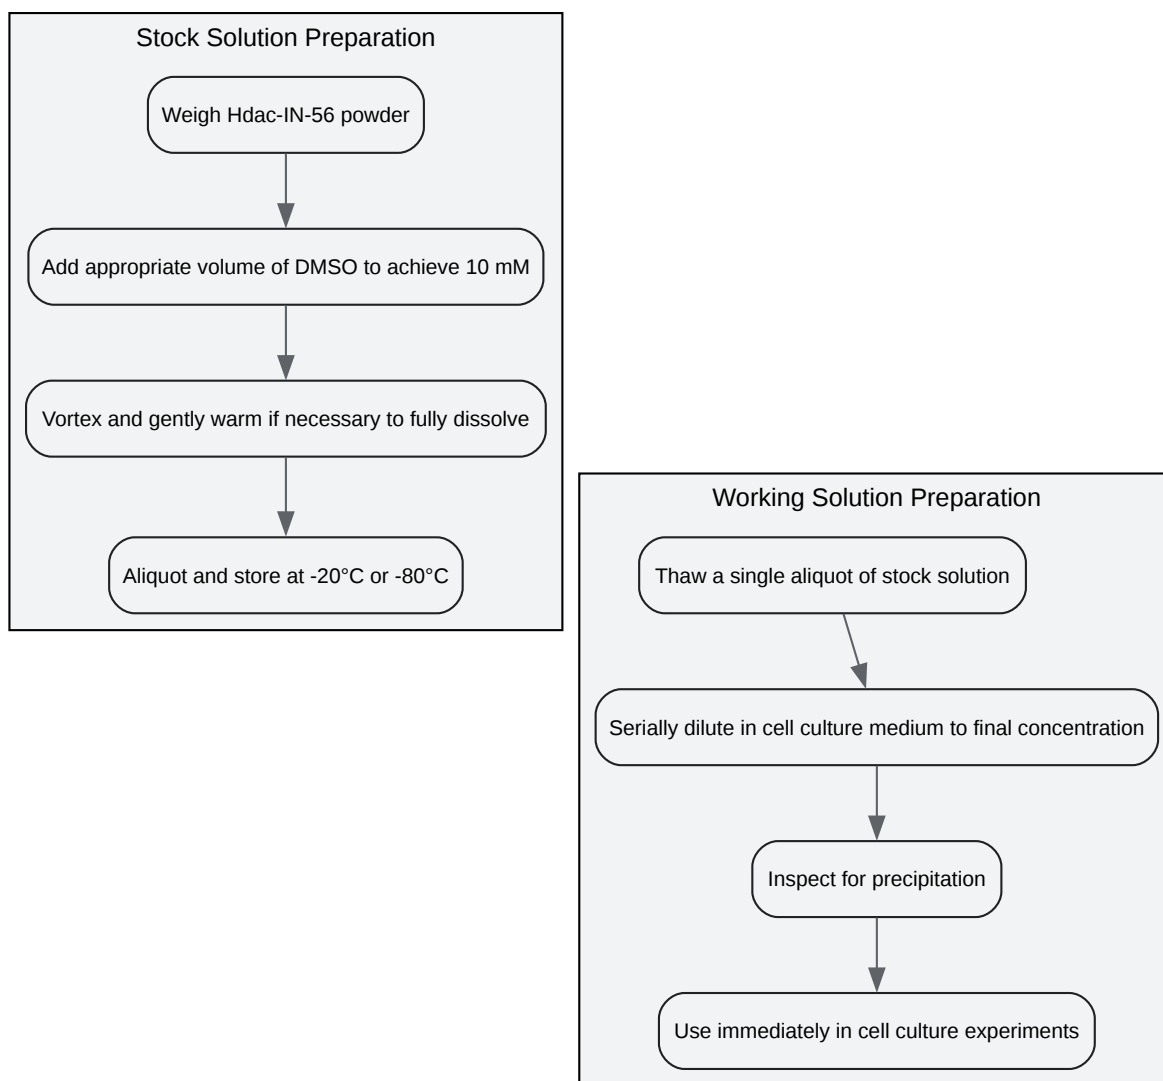 Stock Solution Preparation
Weigh Hdac-IN-56 powder
Add appropriate volume of DMSO to achieve 10 mM
Vortex and gently warm if necessary to fully dissolve
Aliquot and store at -20°C or -80°C
Working Solution Preparation
Thaw a single aliquot of stock solution
Serially dilute in cell culture medium to final concentration
Inspect for precipitation
Use immediately in cell culture experiments